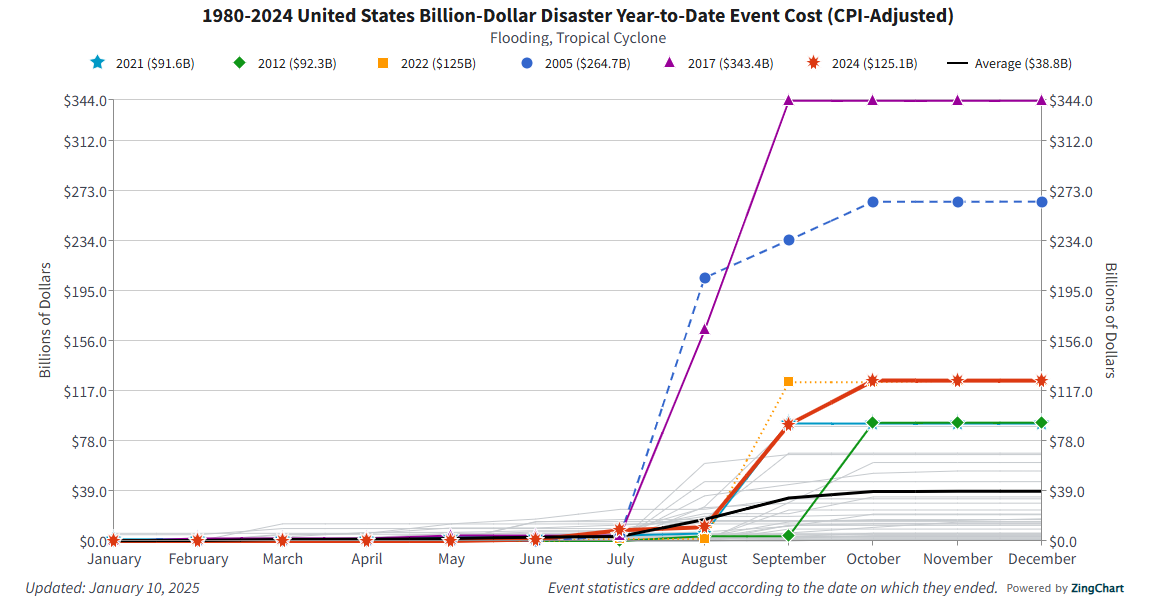 1980-2024 United States Billion-Dollar Disaster Year-to-Date Event Cost (CPI-Adjusted)
Flooding, Tropical Cyclone
2021 ($91.6B) 2012 ($92.3B) 2022 ($125B) 2005 ($264.7B) 2017 ($343.4B) 2024 ($125.1B) Average ($38.8B)
$344.0 $344.0
$312.0 $312.0
$273.0 $273.0
$234.0 $234.0
$195.0 $195.0
$156.0 $156.0
$117.0 $117.0
$78.0 $78.0
$39.0 $39.0
$0.0 $0.0
Billions of Dollars
Billions of Dollars
January February March April May June July August September October November December
Updated: January 10, 2025 Event statistics are added according to the date on which they ended. Powered by ZingChart